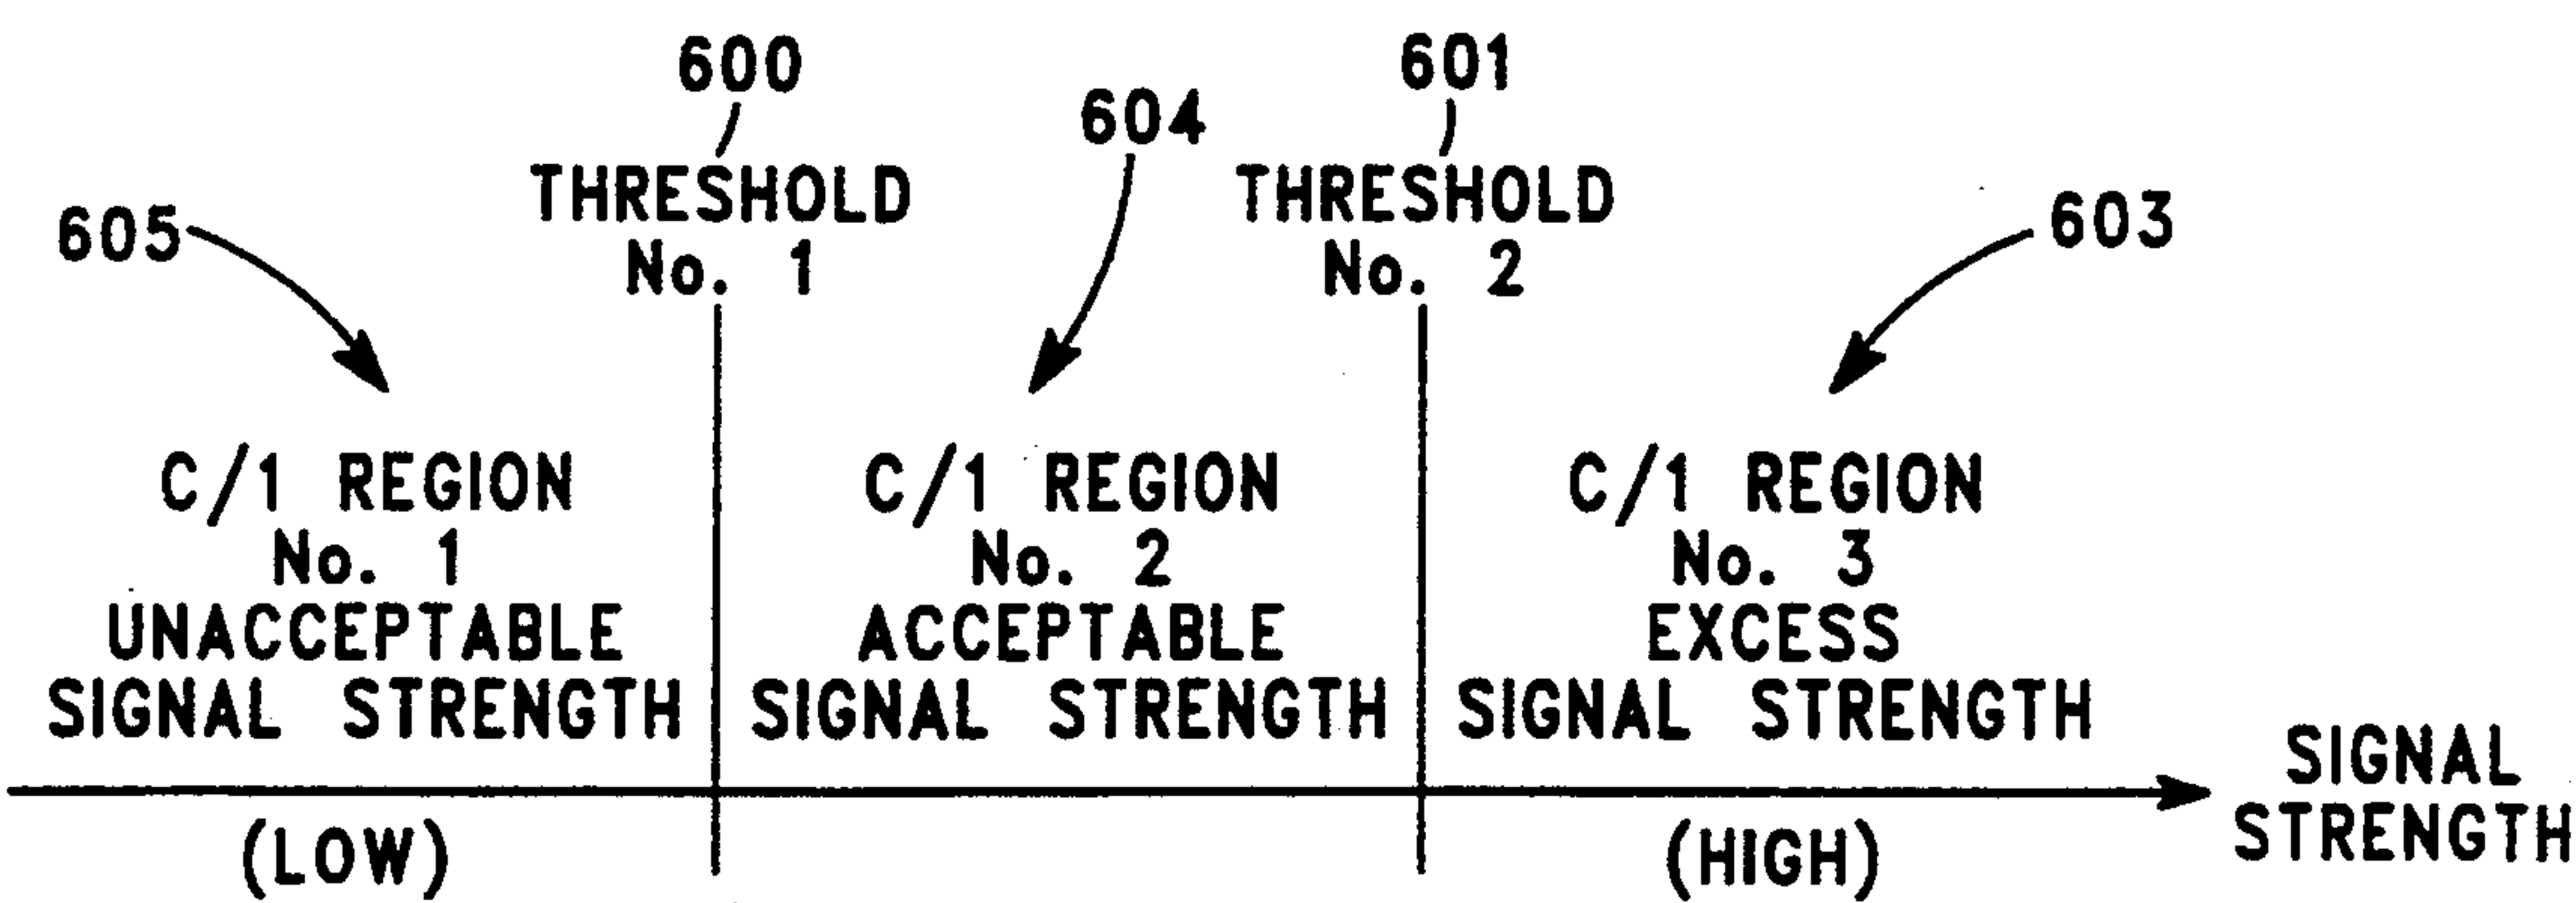 600
601
604
THRESHOLD
No. 1
THRESHOLD
No. 2
605
603
C/1 REGION
No. 1
UNACCEPTABLE
SIGNAL STRENGTH
C/1 REGION
No. 2
ACCEPTABLE
SIGNAL STRENGTH
C/1 REGION
No. 3
EXCESS
SIGNAL STRENGTH
SIGNAL
STRENGTH
(LOW)
(HIGH)